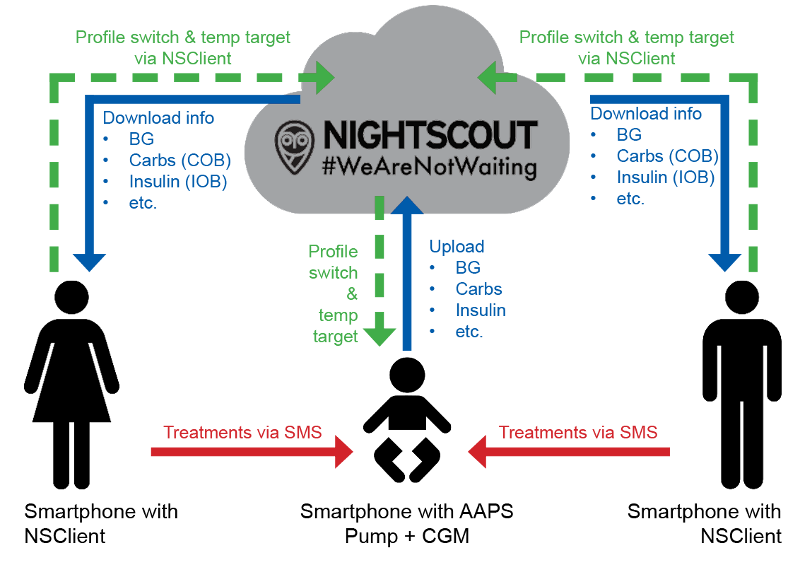 Profile switch & temp target
via NSClient
Profile switch & temp target
via NSClient
Download info
• BG
• Carbs (COB)
• Insulin (IOB)
• etc.
NIGHTSCOUT
#WeAreNotWaiting
Download info
• BG
• Carbs (COB)
• Insulin (IOB)
• etc.
Profile
switch
&
temp
target
Upload
• BG
• Carbs
• Insulin
• etc.
Treatments via SMS
Treatments via SMS
Smartphone with
NSClient
Smartphone with AAPS
Pump + CGM
Smartphone with
NSClient